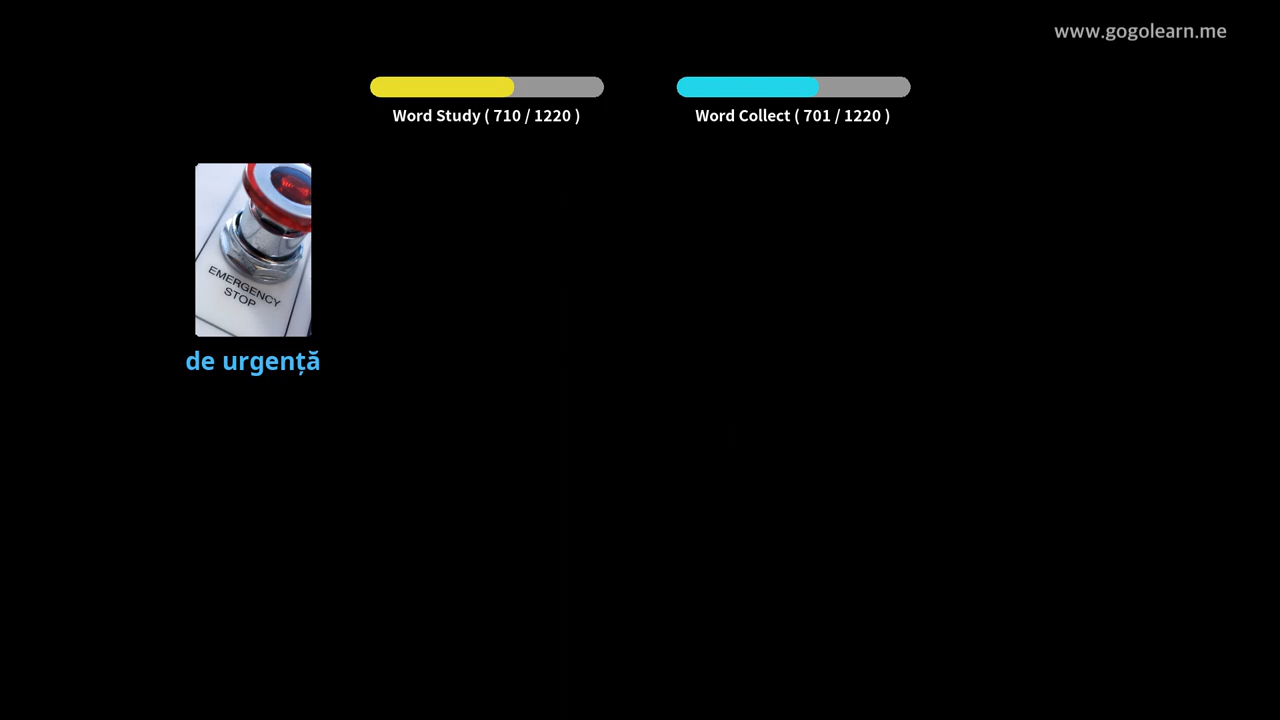 www.gogolearn.me
Word Study ( 710 / 1220 )
Word Collect ( 701 / 1220 )
EMERGENCY
STOP
de urgență